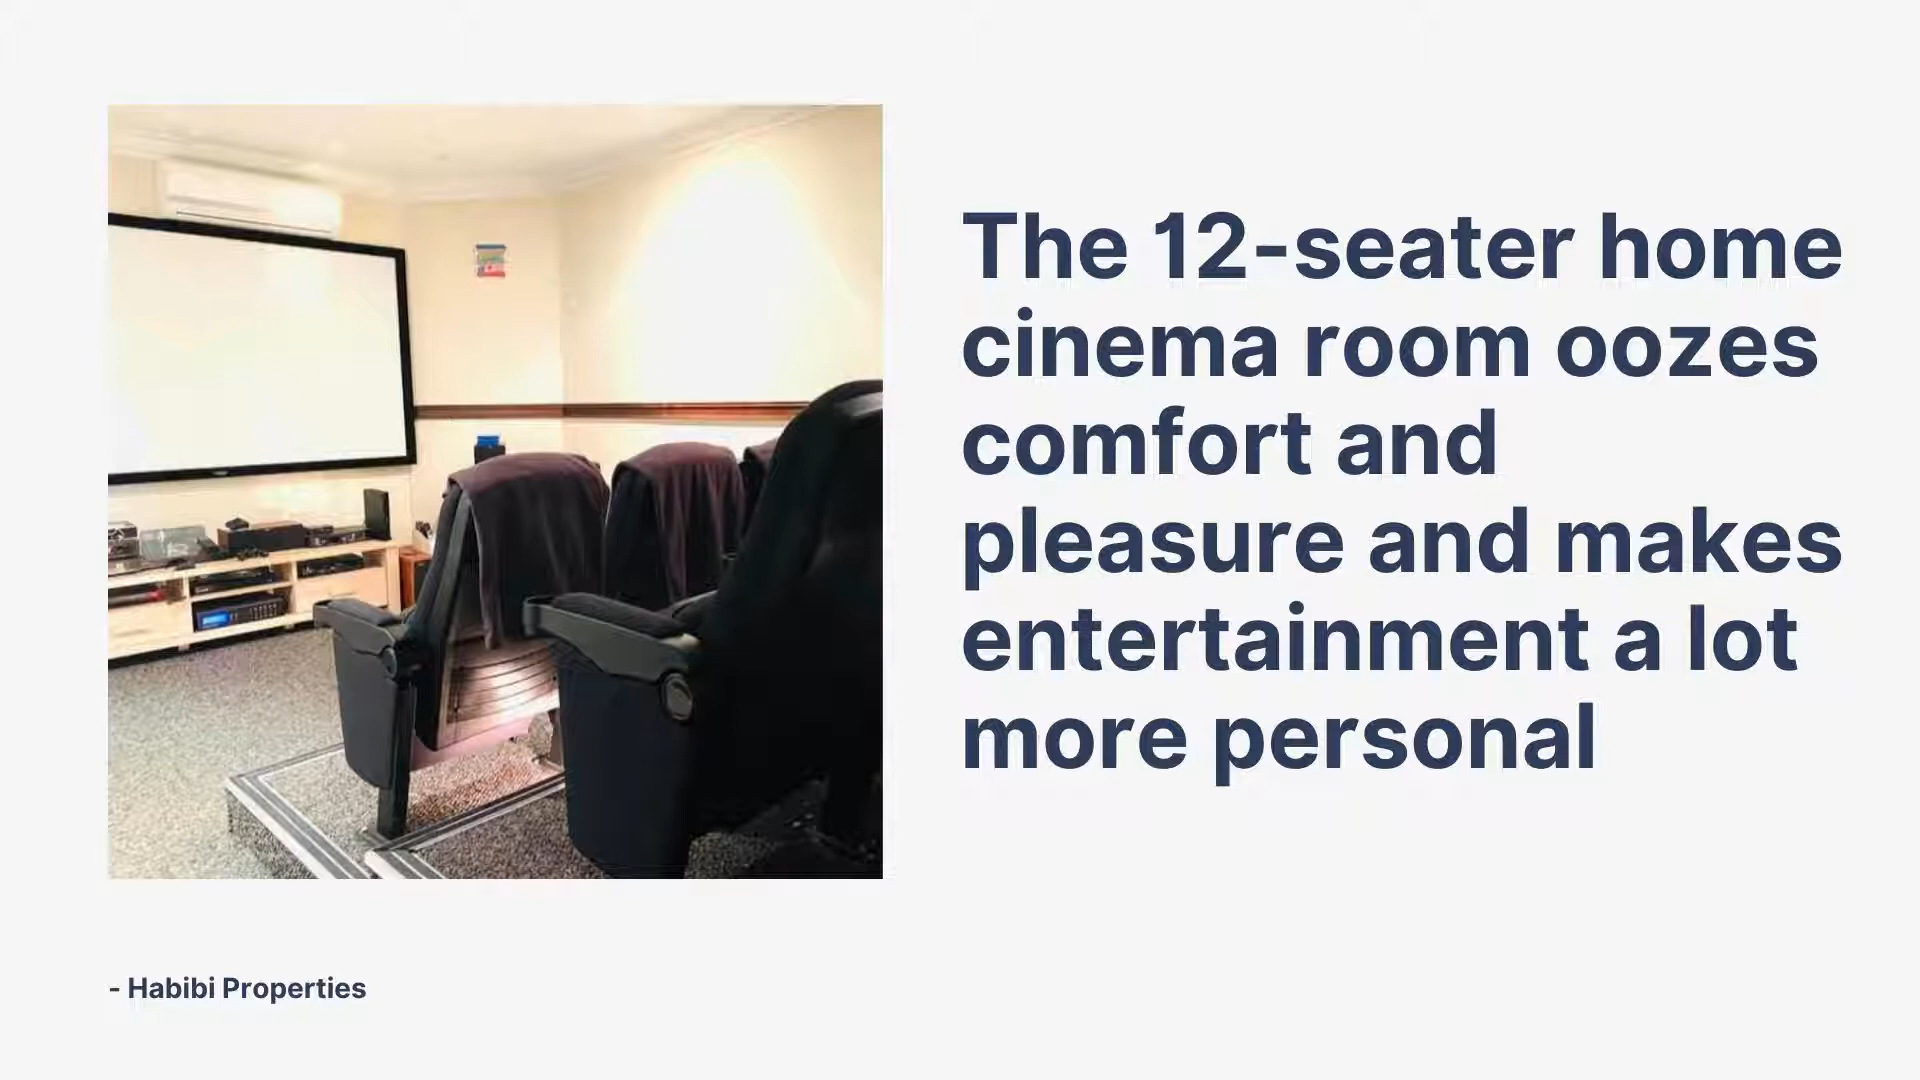 The 12-seater home
cinema room oozes
comfort and
pleasure and makes
entertainment a lot
more personal
- Habibi Properties